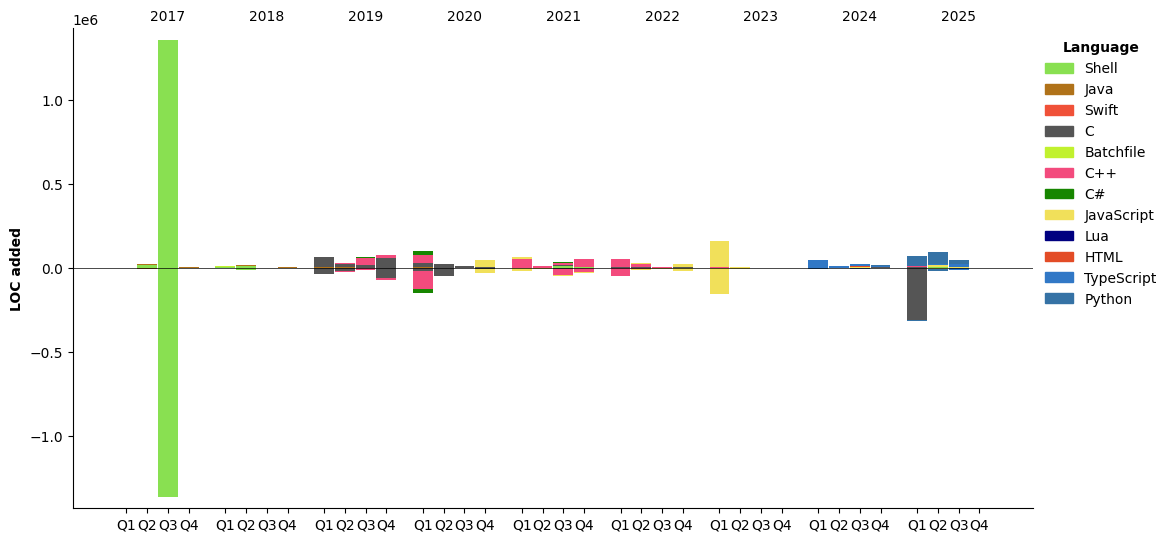 1e6
2017 2018 2019 2020 2021 2022 2023 2024 2025
LOC added
1.0
0.5
0.0
−0.5
−1.0
Q1 Q2 Q3 Q4 Q1 Q2 Q3 Q4 Q1 Q2 Q3 Q4 Q1 Q2 Q3 Q4 Q1 Q2 Q3 Q4 Q1 Q2 Q3 Q4 Q1 Q2 Q3 Q4 Q1 Q2 Q3 Q4 Q1 Q2 Q3 Q4
Language
Shell
Java
Swift
C
Batchfile
C++
C#
JavaScript
Lua
HTML
TypeScript
Python